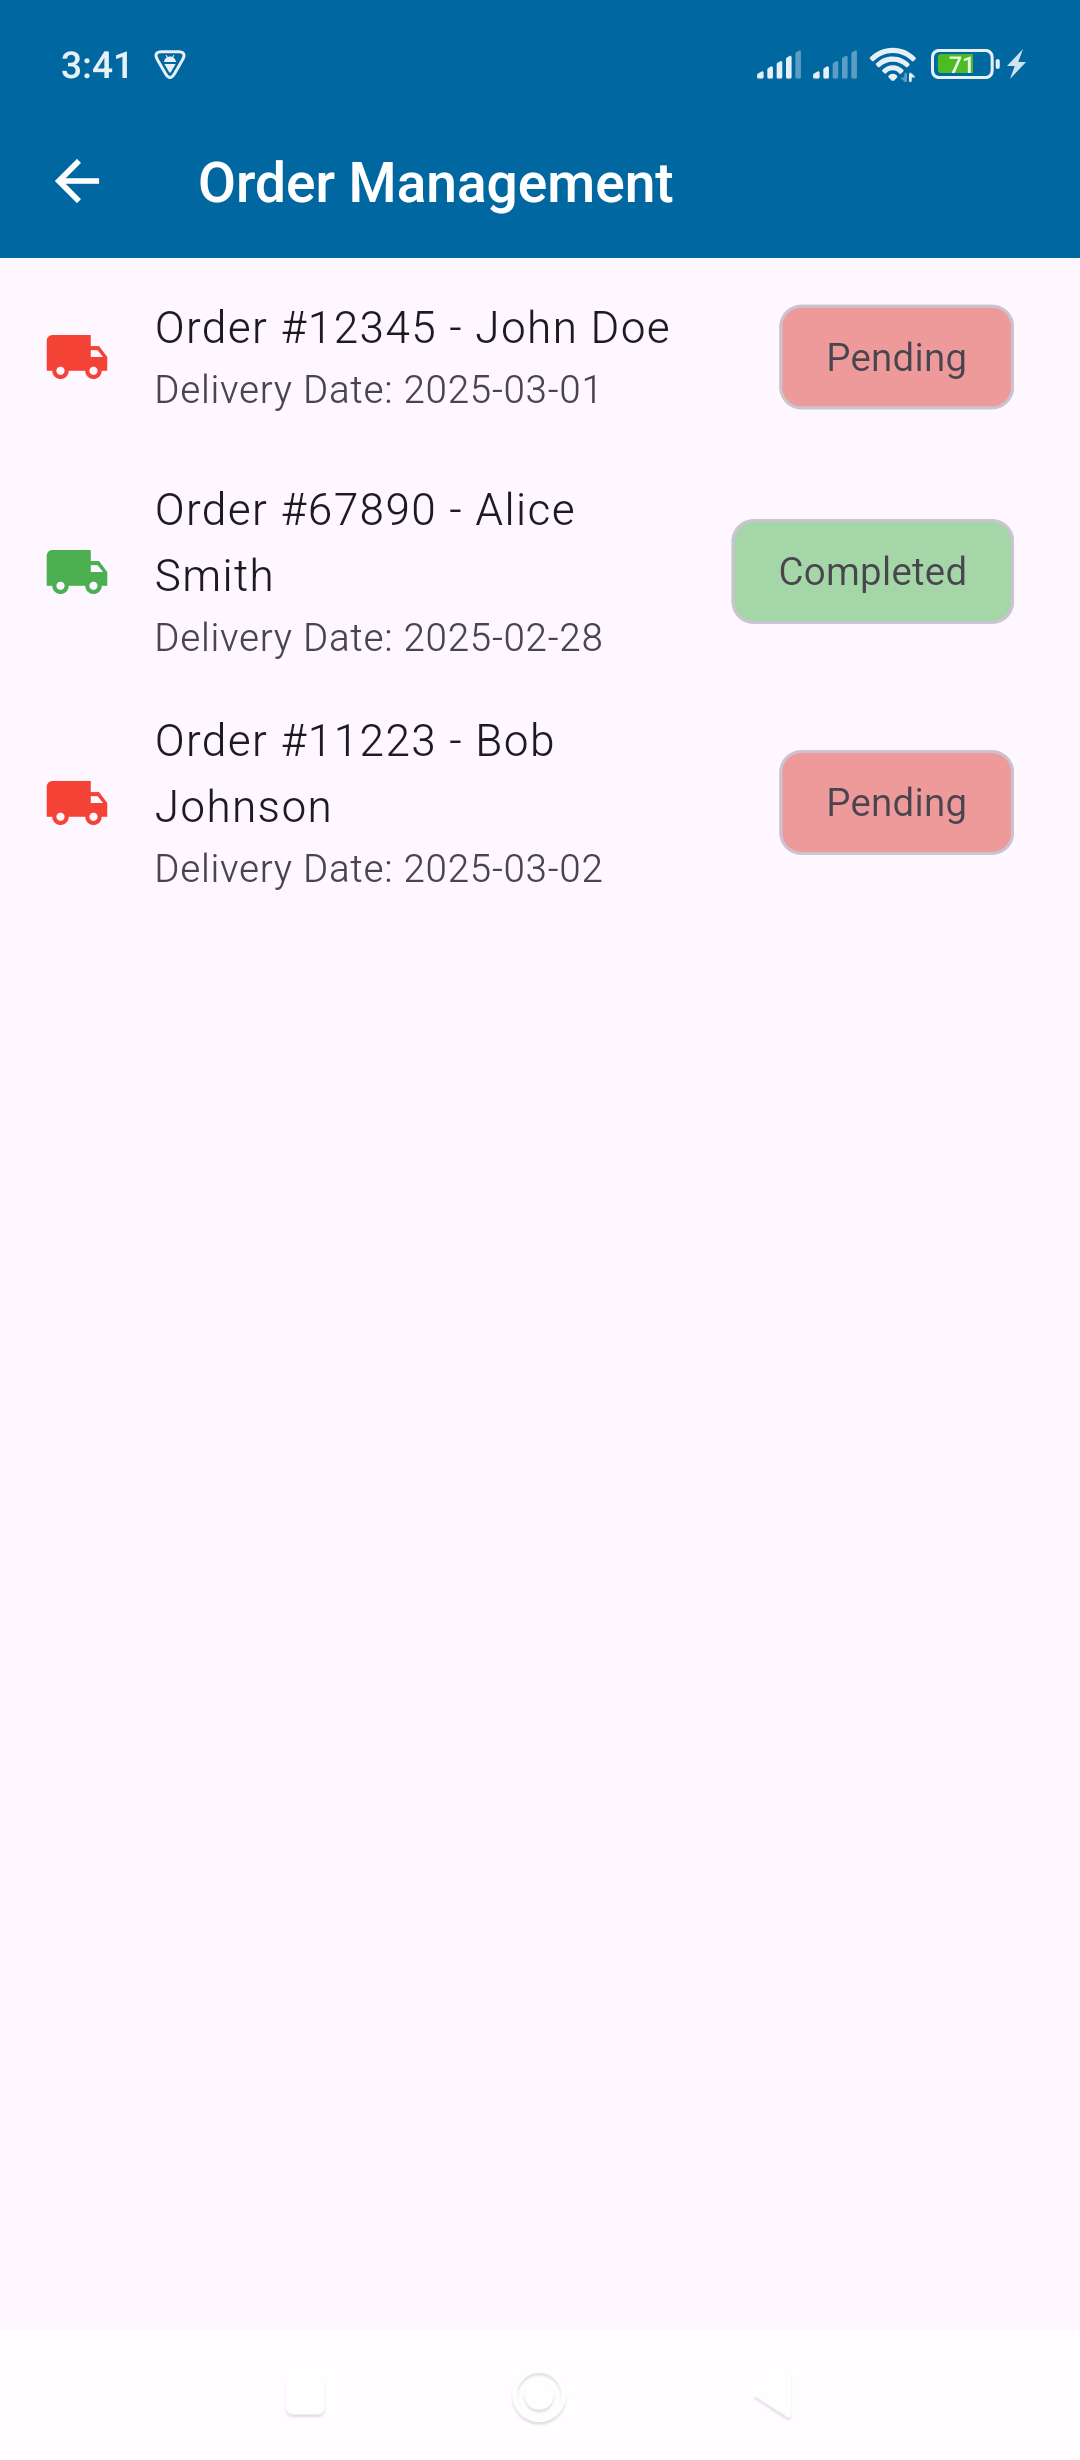 3:41
71
Order Management
Order #12345 - John Doe
Delivery Date: 2025-03-01
Pending
Order #67890 - Alice
Smith
Delivery Date: 2025-02-28
Completed
Order #11223 - Bob
Johnson
Delivery Date: 2025-03-02
Pending